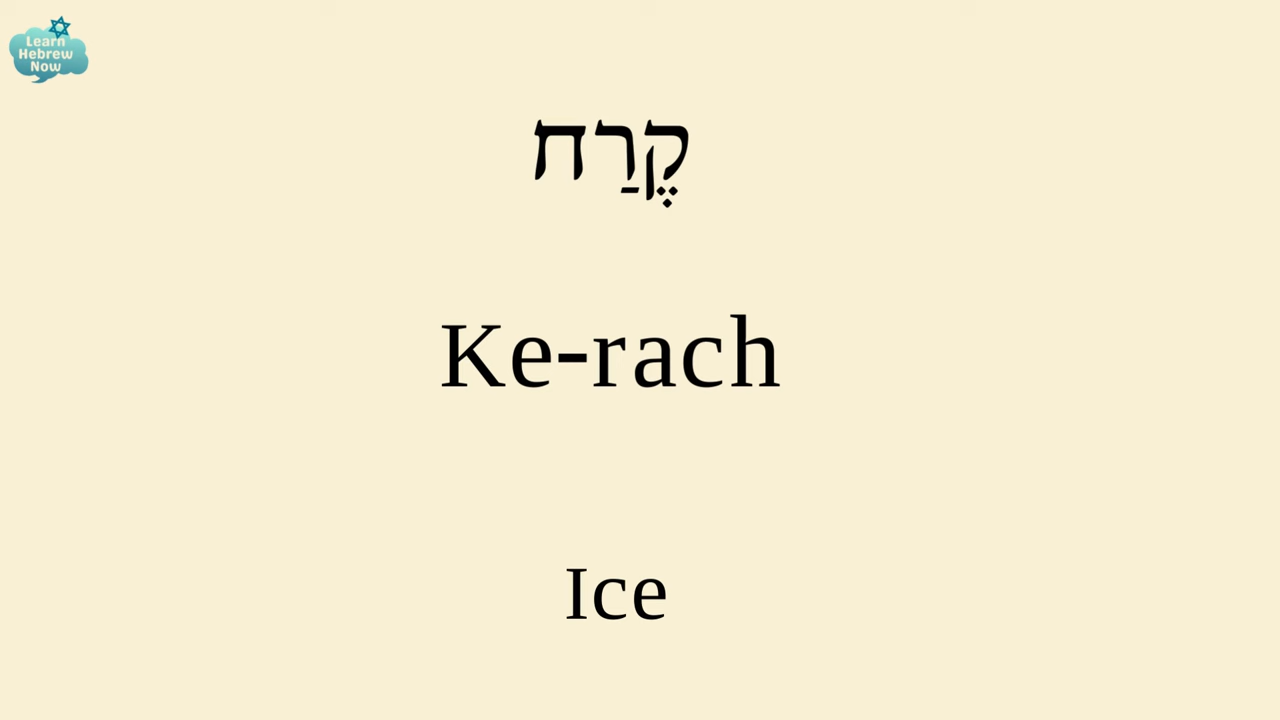 Learn
Hebrew
Now
קֶרַח
Ke-rach
Ice